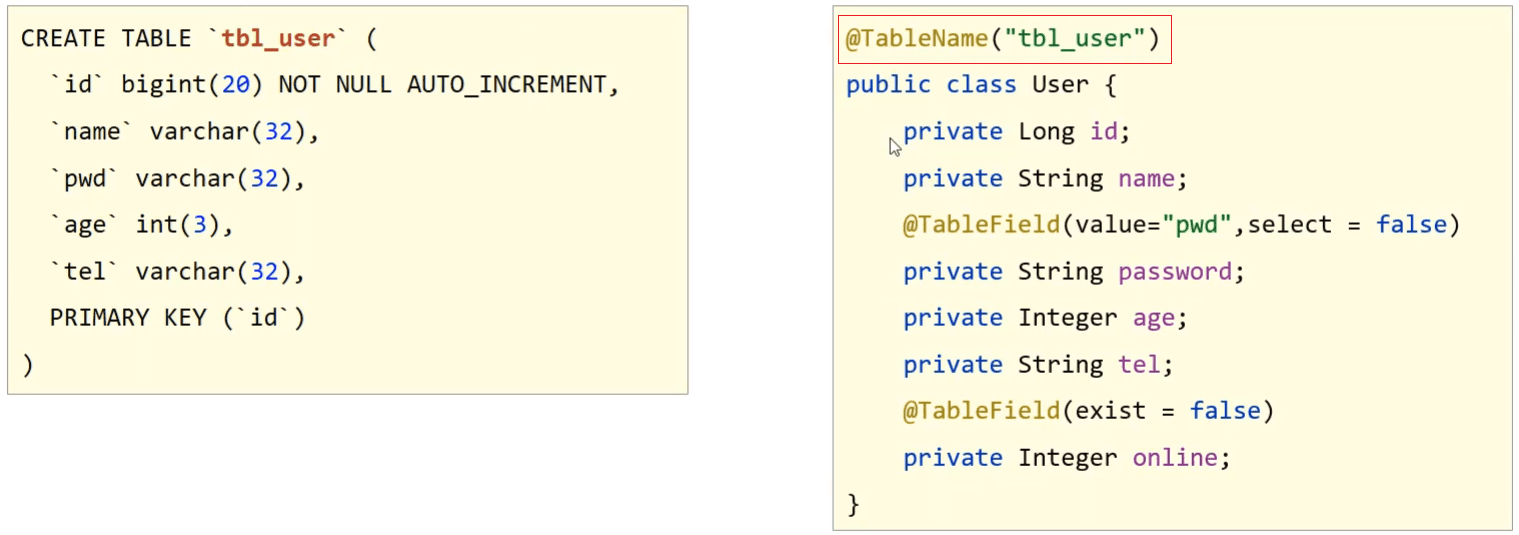 CREATE TABLE `tbl_user` (
`id` bigint(20) NOT NULL AUTO_INCREMENT,
`name` varchar(32),
`pwd` varchar(32),
`age` int(3),
`tel` varchar(32),
PRIMARY KEY (`id`)
)
@TableName("tbl_user")
public class User {
private Long id;
private String name;
@TableField(value="pwd",select = false)
private String password;
private Integer age;
private String tel;
@TableField(exist = false)
private Integer online;
}